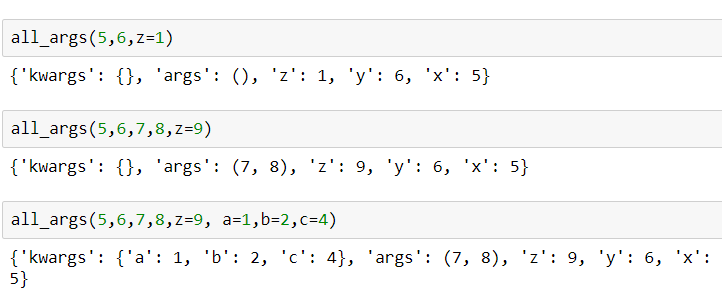 all_args(5,6,z=1)
{'kwargs': {}, 'args': (), 'z': 1, 'y': 6, 'x': 5}
all_args(5,6,7,8,z=9)
{'kwargs': {}, 'args': (7, 8), 'z': 9, 'y': 6, 'x': 5}
all_args(5,6,7,8,z=9, a=1,b=2,c=4)
{'kwargs': {'a': 1, 'b': 2, 'c': 4}, 'args': (7, 8), 'z': 9, 'y': 6, 'x':
5}